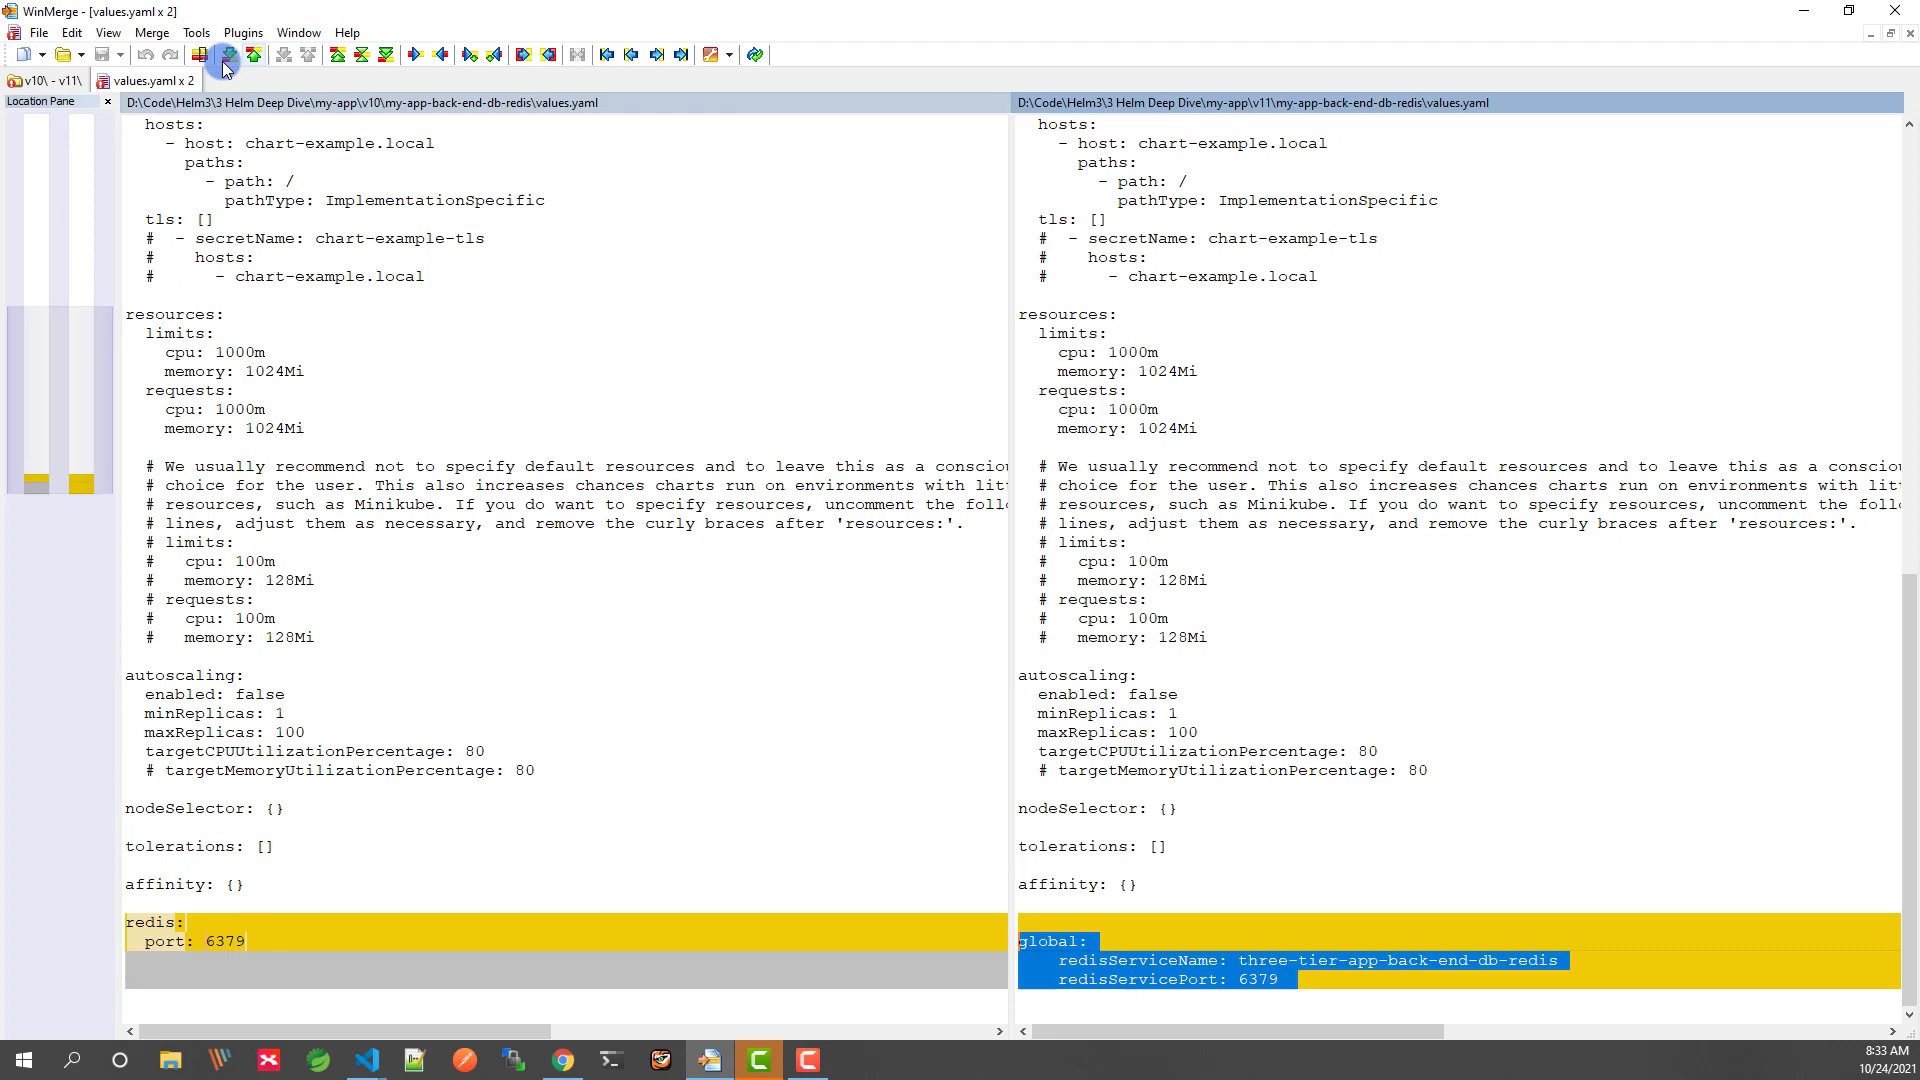 WinMerge - [values.yaml x 2]
File Edit View Merge Tools Plugins Window Help
v10\ - v11\ values.yaml x 2
Location Pane
D:\Code\Helm3\3 Helm Deep Dive\my-app\v10\my-app-back-end-db-redis\values.yaml
hosts:
- host: chart-example.local
paths:
- path: /
pathType: ImplementationSpecific
tls: []
# - secretName: chart-example-tls
# hosts:
# - chart-example.local
resources:
limits:
cpu: 1000m
memory: 1024Mi
requests:
cpu: 1000m
memory: 1024Mi
# We usually recommend not to specify default resources and to leave this as a consciou
# choice for the user. This also increases chances charts run on environments with litt
# resources, such as Minikube. If you do want to specify resources, uncomment the follo
# lines, adjust them as necessary, and remove the curly braces after 'resources:'.
# limits:
# cpu: 100m
# memory: 128Mi
# requests:
# cpu: 100m
# memory: 128Mi
autoscaling:
enabled: false
minReplicas: 1
maxReplicas: 100
targetCPUUtilizationPercentage: 80
# targetMemoryUtilizationPercentage: 80
nodeSelector: {}
tolerations: []
affinity: {}
redis:
port: 6379
D:\Code\Helm3\3 Helm Deep Dive\my-app\v11\my-app-back-end-db-redis\values.yaml
hosts:
- host: chart-example.local
paths:
- path: /
pathType: ImplementationSpecific
tls: []
# - secretName: chart-example-tls
# hosts:
# - chart-example.local
resources:
limits:
cpu: 1000m
memory: 1024Mi
requests:
cpu: 1000m
memory: 1024Mi
# We usually recommend not to specify default resources and to leave this as a consciou
# choice for the user. This also increases chances charts run on environments with litt
# resources, such as Minikube. If you do want to specify resources, uncomment the follo
# lines, adjust them as necessary, and remove the curly braces after 'resources:'.
# limits:
# cpu: 100m
# memory: 128Mi
# requests:
# cpu: 100m
# memory: 128Mi
autoscaling:
enabled: false
minReplicas: 1
maxReplicas: 100
targetCPUUtilizationPercentage: 80
# targetMemoryUtilizationPercentage: 80
nodeSelector: {}
tolerations: []
affinity: {}
global:
redisServiceName: three-tier-app-back-end-db-redis
redisServicePort: 6379
8:33 AM
10/24/2021